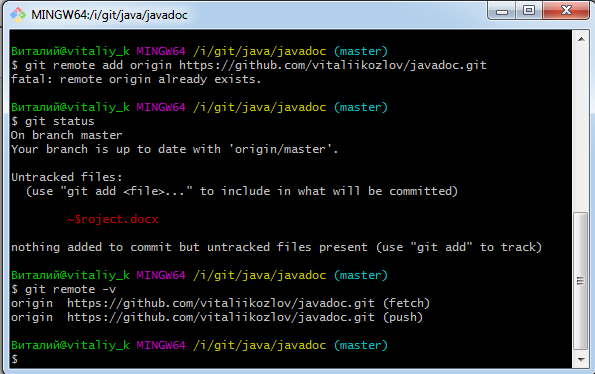 MINGW64:/i/git/java/javadoc
Виталий@vitaliy_k MINGW64 /i/git/java/javadoc (master)
$ git remote add origin https://github.com/vitaliikozlov/javadoc.git
fatal: remote origin already exists.
Виталий@vitaliy_k MINGW64 /i/git/java/javadoc (master)
$ git status
On branch master
Your branch is up to date with 'origin/master'.
Untracked files:
(use "git add <file>..." to include in what will be committed)
~$roject.docx
nothing added to commit but untracked files present (use "git add" to track)
Виталий@vitaliy_k MINGW64 /i/git/java/javadoc (master)
$ git remote -v
origin  https://github.com/vitaliikozlov/javadoc.git (fetch)
origin  https://github.com/vitaliikozlov/javadoc.git (push)
Виталий@vitaliy_k MINGW64 /i/git/java/javadoc (master)
$